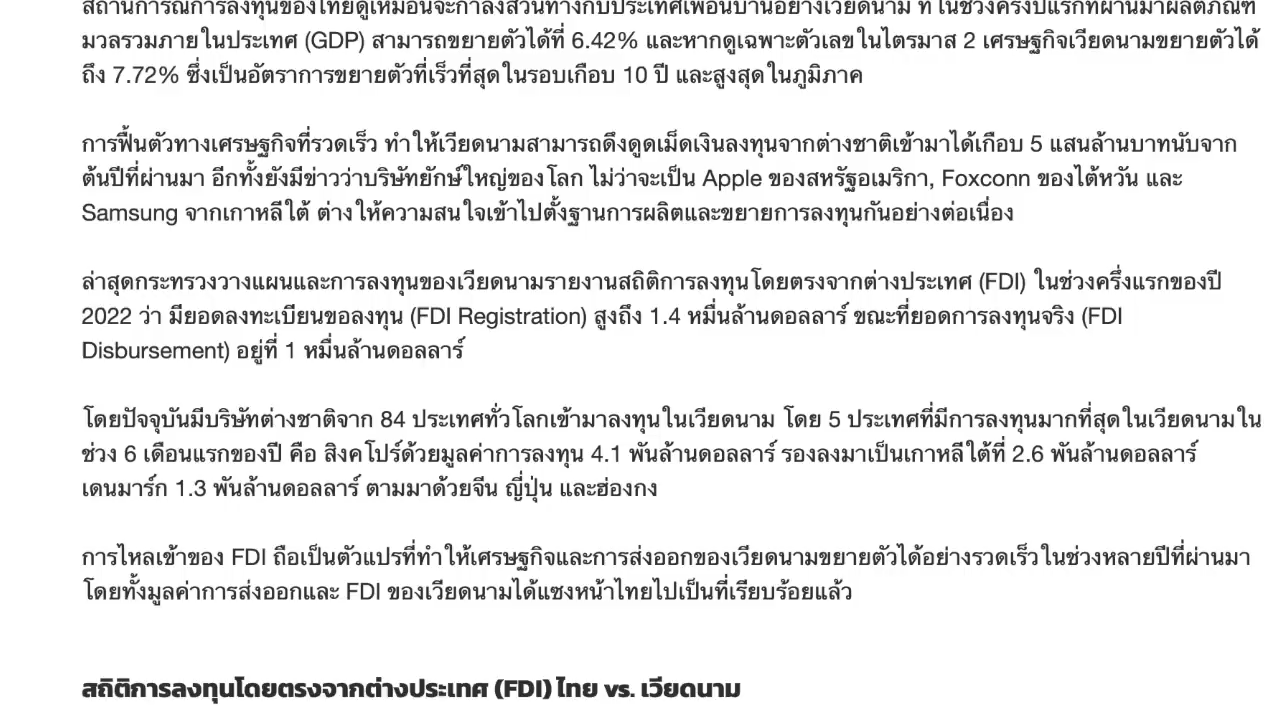 สถานการณ์การลงทุนของไทยดูเหมือนจะกำลังสวนทางกับประเทศเพื่อนบ้านอย่างเวียดนาม ที่ในช่วงครึ่งปีแรกที่ผ่านมาผลิตภัณฑ์
มวลรวมภายในประเทศ (GDP) สามารถขยายตัวได้ที่ 6.42% และหากดูเฉพาะตัวเลขในไตรมาส 2 เศรษฐกิจเวียดนามขยายตัวได้
ถึง 7.72% ซึ่งเป็นอัตราการขยายตัวที่เร็วที่สุดในรอบเกือบ 10 ปี และสูงสุดในภูมิภาค
การฟื้นตัวทางเศรษฐกิจที่รวดเร็ว ทำให้เวียดนามสามารถดึงดูดเม็ดเงินลงทุนจากต่างชาติเข้ามาได้เกือบ 5 แสนล้านบาทนับจาก
ต้นปีที่ผ่านมา อีกทั้งยังมีข่าวว่าบริษัทยักษ์ใหญ่ของโลก ไม่ว่าจะเป็น Apple ของสหรัฐอเมริกา, Foxconn ของไต้หวัน และ
Samsung จากเกาหลีใต้ ต่างให้ความสนใจเข้าไปตั้งฐานการผลิตและขยายการลงทุนกันอย่างต่อเนื่อง
ล่าสุดกระทรวงวางแผนและการลงทุนของเวียดนามรายงานสถิติการลงทุนโดยตรงจากต่างประเทศ (FDI) ในช่วงครึ่งแรกของปี
2022 ว่า มียอดลงทะเบียนขอลงทุน (FDI Registration) สูงถึง 1.4 หมื่นล้านดอลลาร์ ขณะที่ยอดการลงทุนจริง (FDI
Disbursement) อยู่ที่ 1 หมื่นล้านดอลลาร์
โดยปัจจุบันมีบริษัทต่างชาติจาก 84 ประเทศทั่วโลกเข้ามาลงทุนในเวียดนาม โดย 5 ประเทศที่มีการลงทุนมากที่สุดในเวียดนามใน
ช่วง 6 เดือนแรกของปี คือ สิงคโปร์ด้วยมูลค่าการลงทุน 4.1 พันล้านดอลลาร์ รองลงมาเป็นเกาหลีใต้ที่ 2.6 พันล้านดอลลาร์
เดนมาร์ก 1.3 พันล้านดอลลาร์ ตามมาด้วยจีน ญี่ปุ่น และฮ่องกง
การไหลเข้าของ FDI ถือเป็นตัวแปรที่ทำให้เศรษฐกิจและการส่งออกของเวียดนามขยายตัวได้อย่างรวดเร็วในช่วงหลายปีที่ผ่านมา
โดยทั้งมูลค่าการส่งออกและ FDI ของเวียดนามได้แซงหน้าไทยไปเป็นที่เรียบร้อยแล้ว
สถิติการลงทุนโดยตรงจากต่างประเทศ (FDI) ไทย vs. เวียดนาม